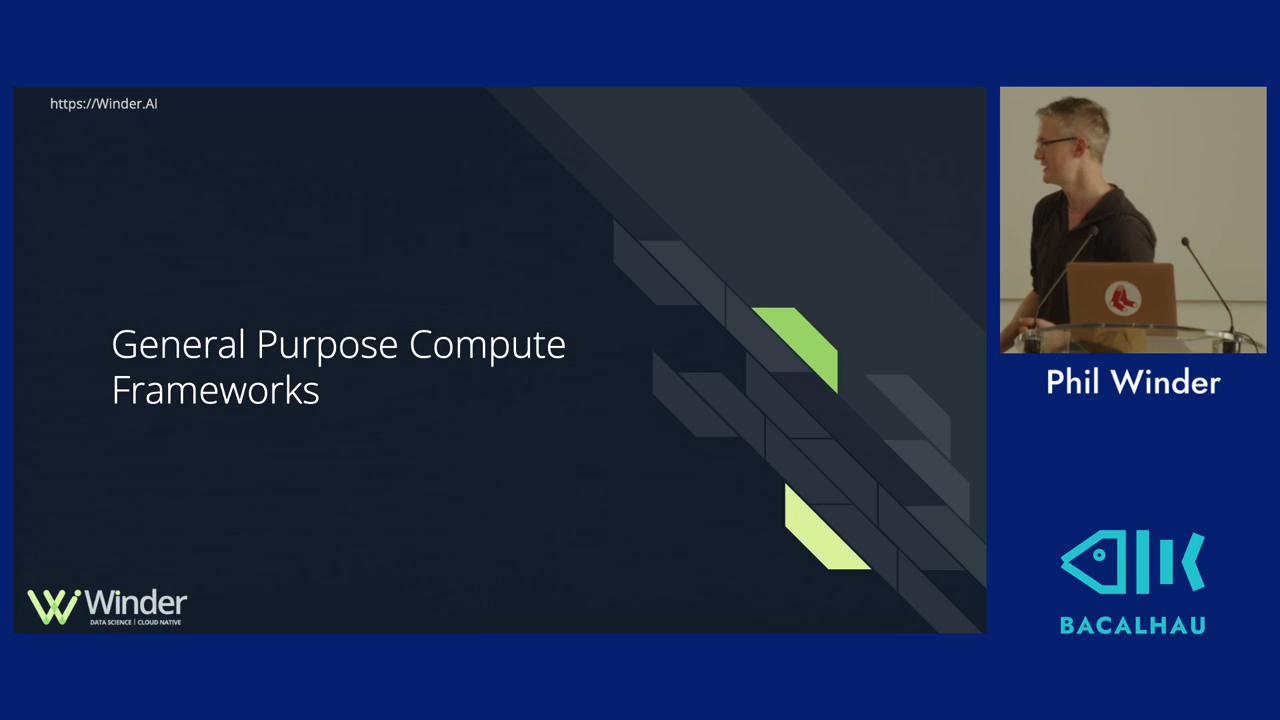 https://Winder.AI
General Purpose Compute
Frameworks
Winder
DATA SCIENCE | CLOUD NATIVE
Phil Winder
BACALHAU